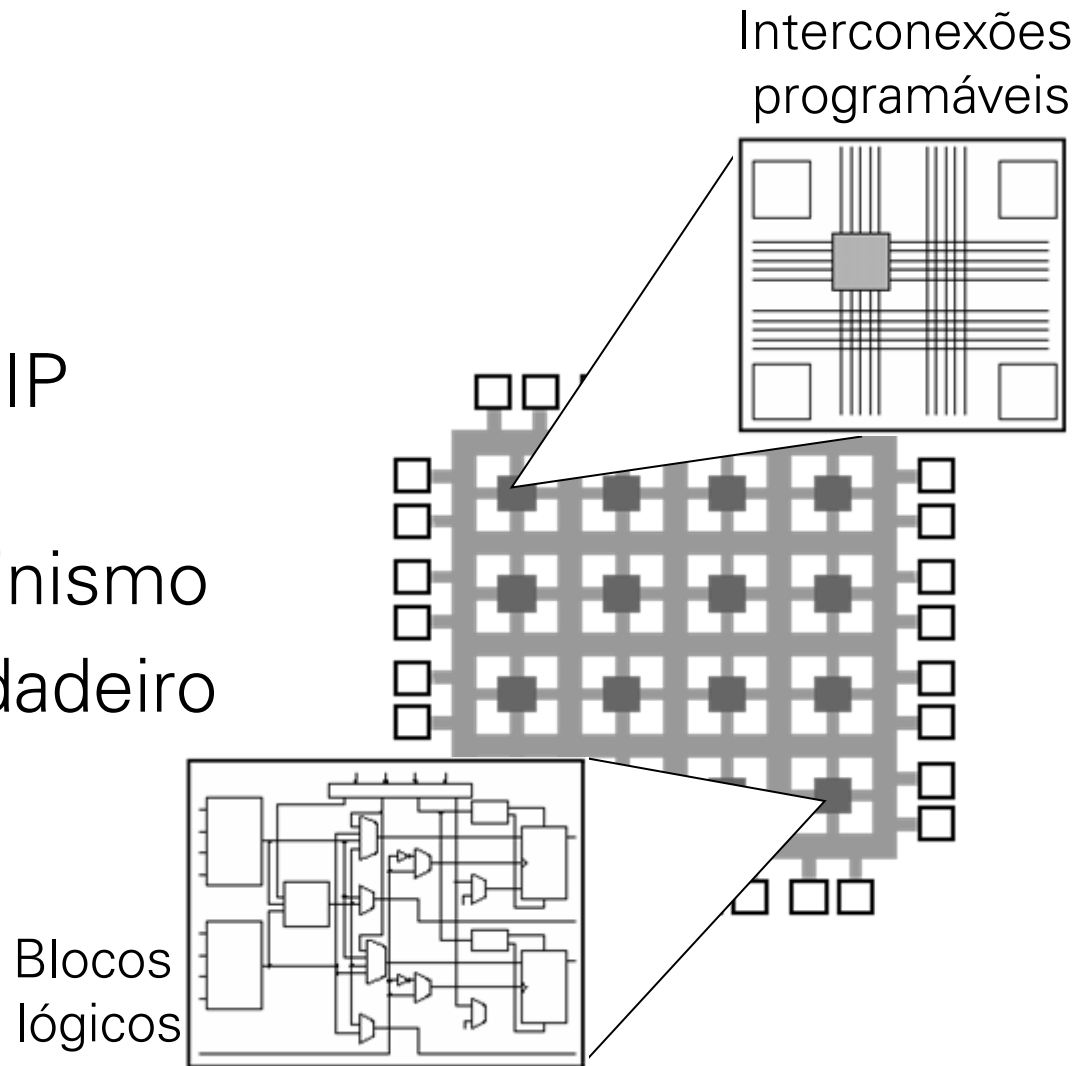 Interconexões
programáveis
IP
nismo
dadeiro
Blocos
lógicos